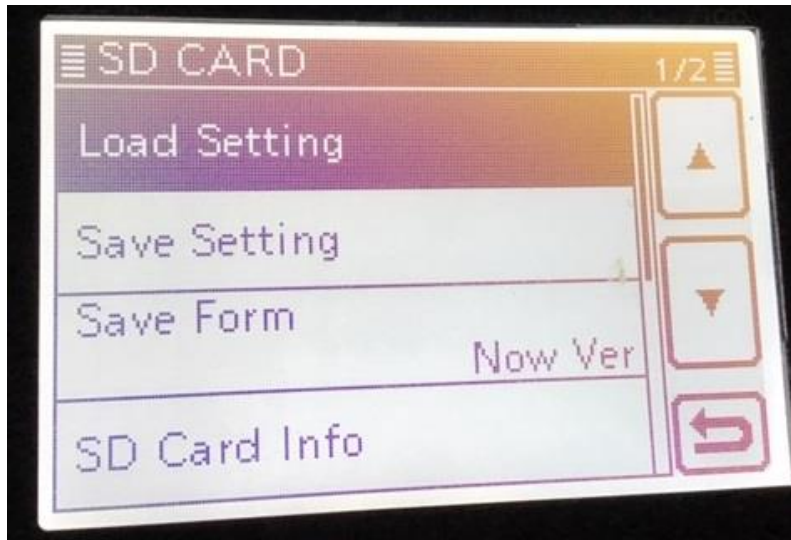 SD CARD
1/2
Load Setting
Save Setting
Save Form
Now Ver
SD Card Info